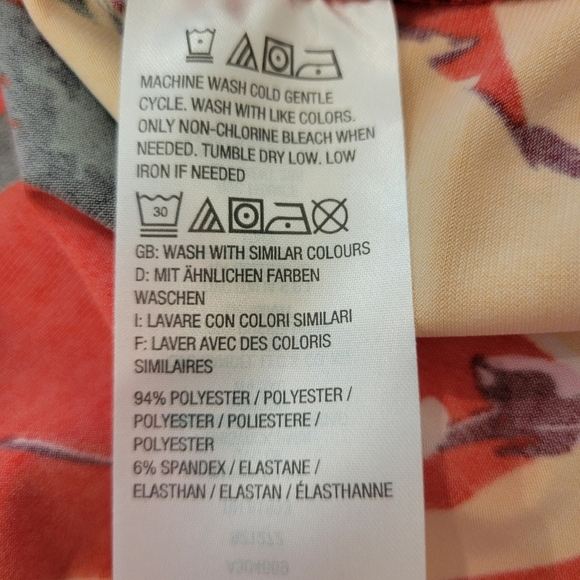 MACHINE WASH COLD GENTLE
CYCLE. WASH WITH LIKE COLORS.
ONLY NON-CHLORINE BLEACH WHEN
NEEDED. TUMBLE DRY LOW. LOW
IRON IF NEEDED
30
GB: WASH WITH SIMILAR COLOURS
D: MIT ÄHNLICHEN FARBEN
WASCHEN
I: LAVARE CON COLORI SIMILARI
F: LAVER AVEC DES COLORIS
SIMILAIRES
94% POLYESTER / POLYESTER /
POLYESTER / POLIESTERE /
POLYESTER
6% SPANDEX / ELASTANE /
ELASTHAN / ELASTAN / ÉLASTHANNE